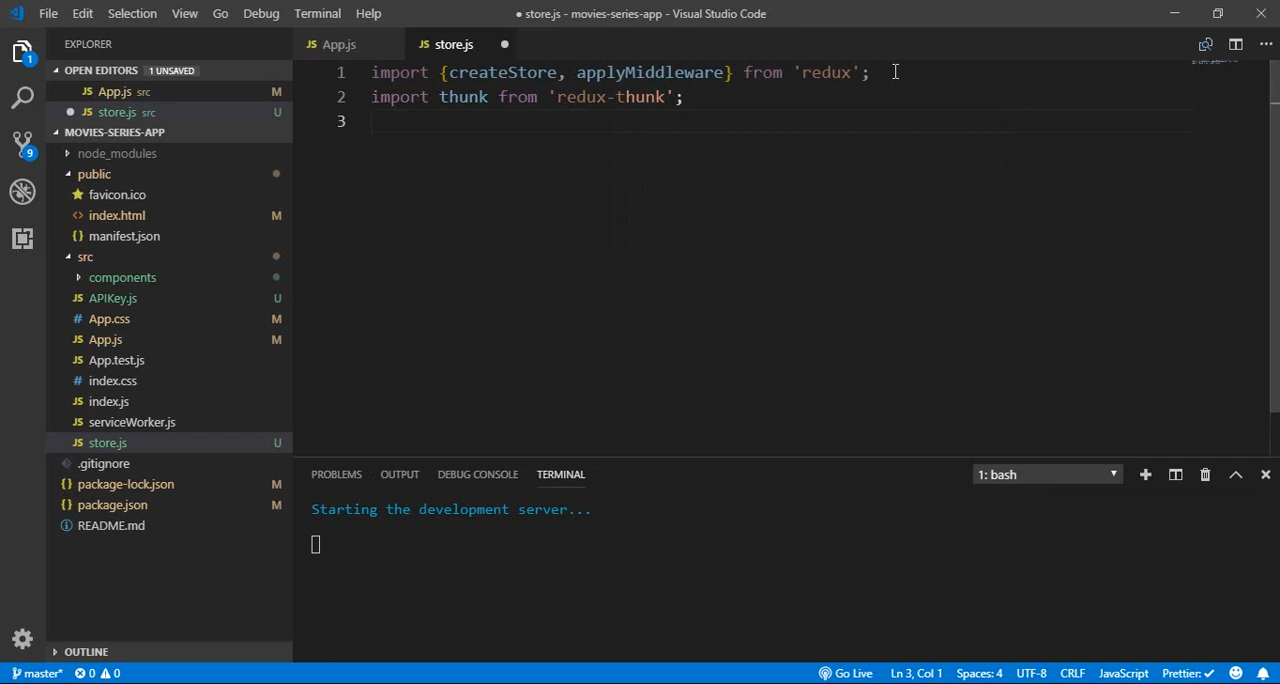 File Edit Selection View Go Debug Terminal Help
● store.js - movies-series-app - Visual Studio Code
EXPLORER
OPEN EDITORS 1 UNSAVED
JS App.js src M
● JS store.js src U
MOVIES-SERIES-APP
node_modules
public
favicon.ico
<> index.html M
{} manifest.json
src
components
JS APIKey.js U
# App.css M
JS App.js M
JS App.test.js
# index.css
JS index.js
JS serviceWorker.js
JS store.js U
.gitignore
{} package-lock.json M
{} package.json M
README.md
OUTLINE
1
9
JS App.js
JS store.js ●
1 import {createStore, applyMiddleware} from 'redux';
2 import thunk from 'redux-thunk';
3
PROBLEMS OUTPUT DEBUG CONSOLE TERMINAL
1: bash
Starting the development server...
master* 0 0
Go Live Ln 3, Col 1 Spaces: 4 UTF-8 CRLF JavaScript Prettier: ✓